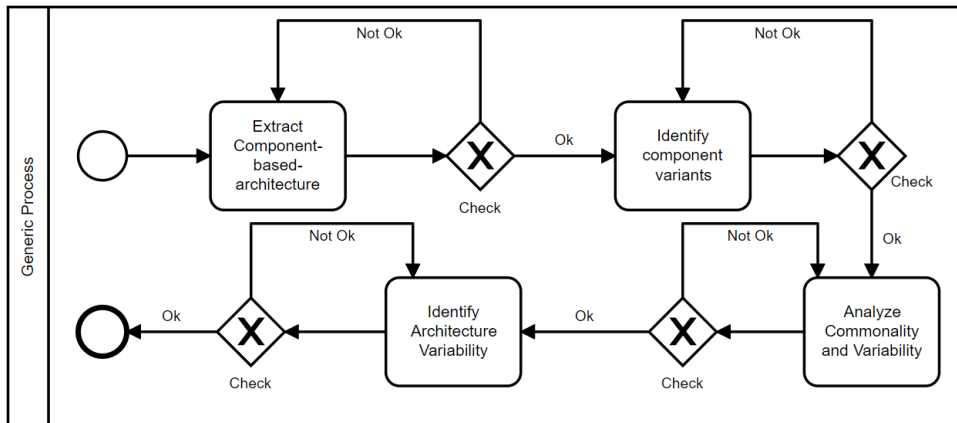 Generic Process
Not Ok
Extract
Component-
based-
architecture
Check
Ok
Not Ok
Identify
component
variants
Check
Ok
Not Ok
Analyze
Commonality
and Variability
Check
Ok
Not Ok
Identify
Architecture
Variability
Check
Ok